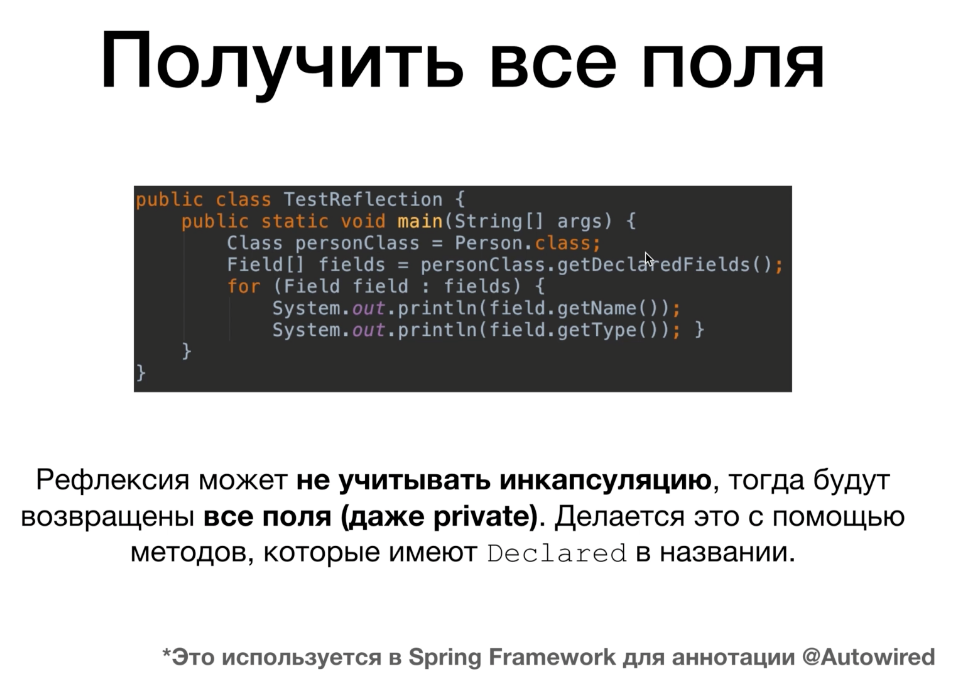 Получить все поля
public class TestReflection {
public static void main(String[] args) {
Class personClass = Person.class;
Field[] fields = personClass.getDeclaredFields();
for (Field field : fields) {
System.out.println(field.getName());
System.out.println(field.getType()); }
}
}
Рефлексия может не учитывать инкапсуляцию, тогда будут
возвращены все поля (даже private). Делается это с помощью
методов, которые имеют Declared в названии.
*Это используется в Spring Framework для аннотации @Autowired